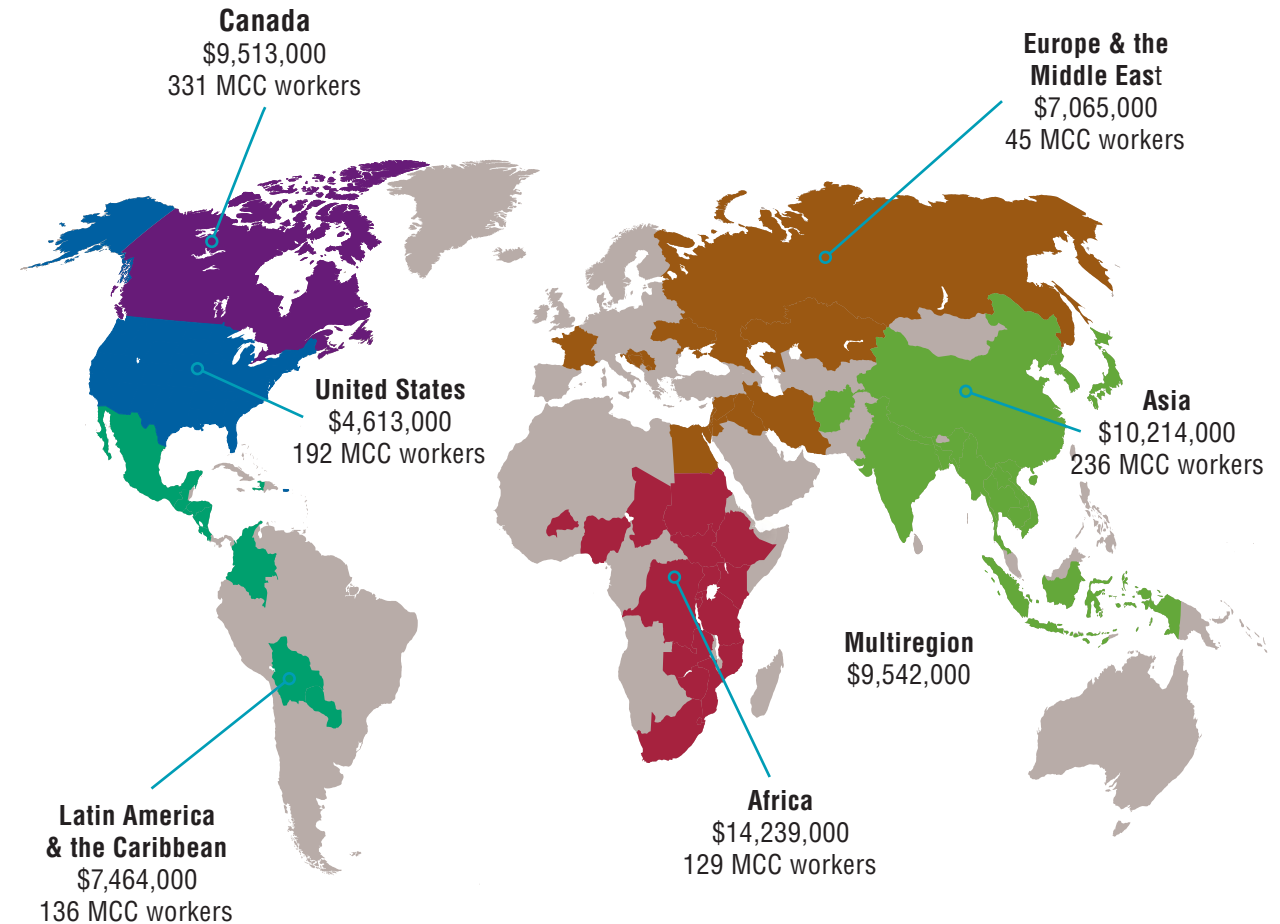 Canada
$9,513,000
331 MCC workers
Europe & the
Middle East
$7,065,000
45 MCC workers
United States
$4,613,000
192 MCC workers
Asia
$10,214,000
236 MCC workers
Multiregion
$9,542,000
Africa
$14,239,000
129 MCC workers
Latin America
& the Caribbean
$7,464,000
136 MCC workers